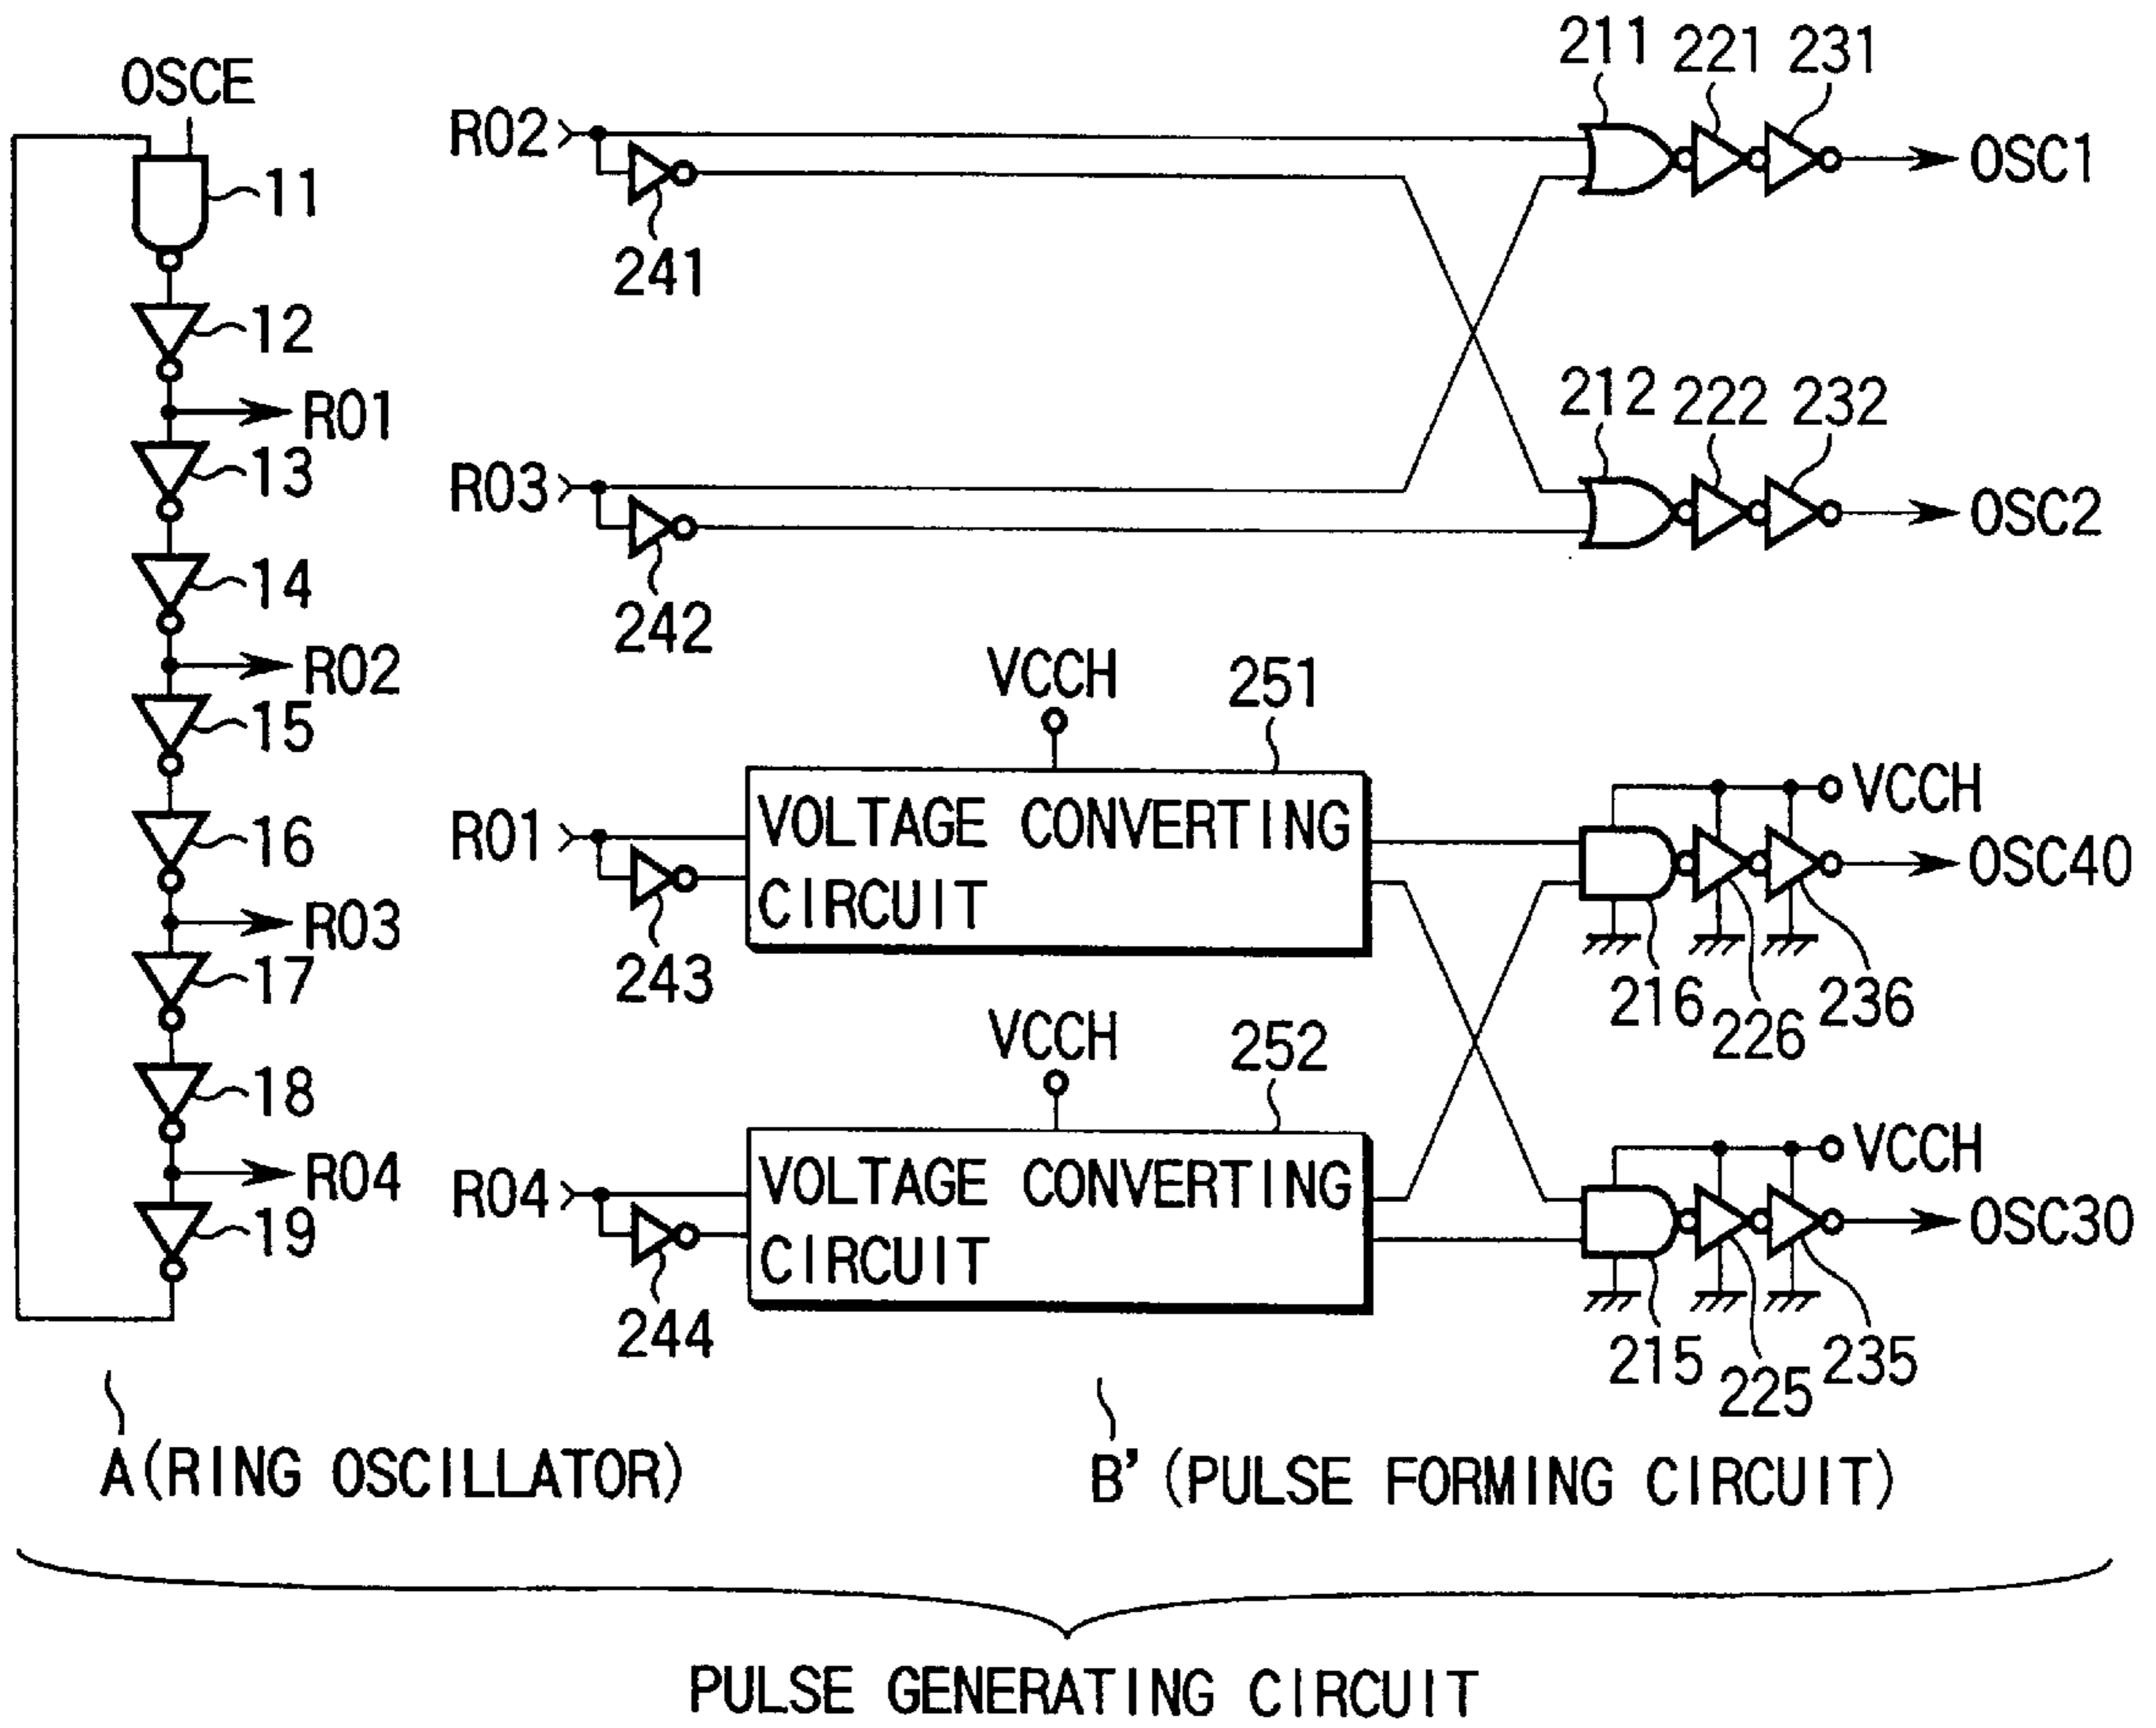 OSCE
11
12
R01
13
14
R02
15
16
R03
17
18
R04
19
A(RING OSCILLATOR)
R02
241
211
221
231
OSC1
R03
242
212
222
232
OSC2
VCCH
251
R01
243
VOLTAGE CONVERTING
CIRCUIT
VCCH
OSC40
216
226
236
VCCH
252
R04
244
VOLTAGE CONVERTING
CIRCUIT
VCCH
OSC30
215
225
235
B' (PULSE FORMING CIRCUIT)
PULSE GENERATING CIRCUIT